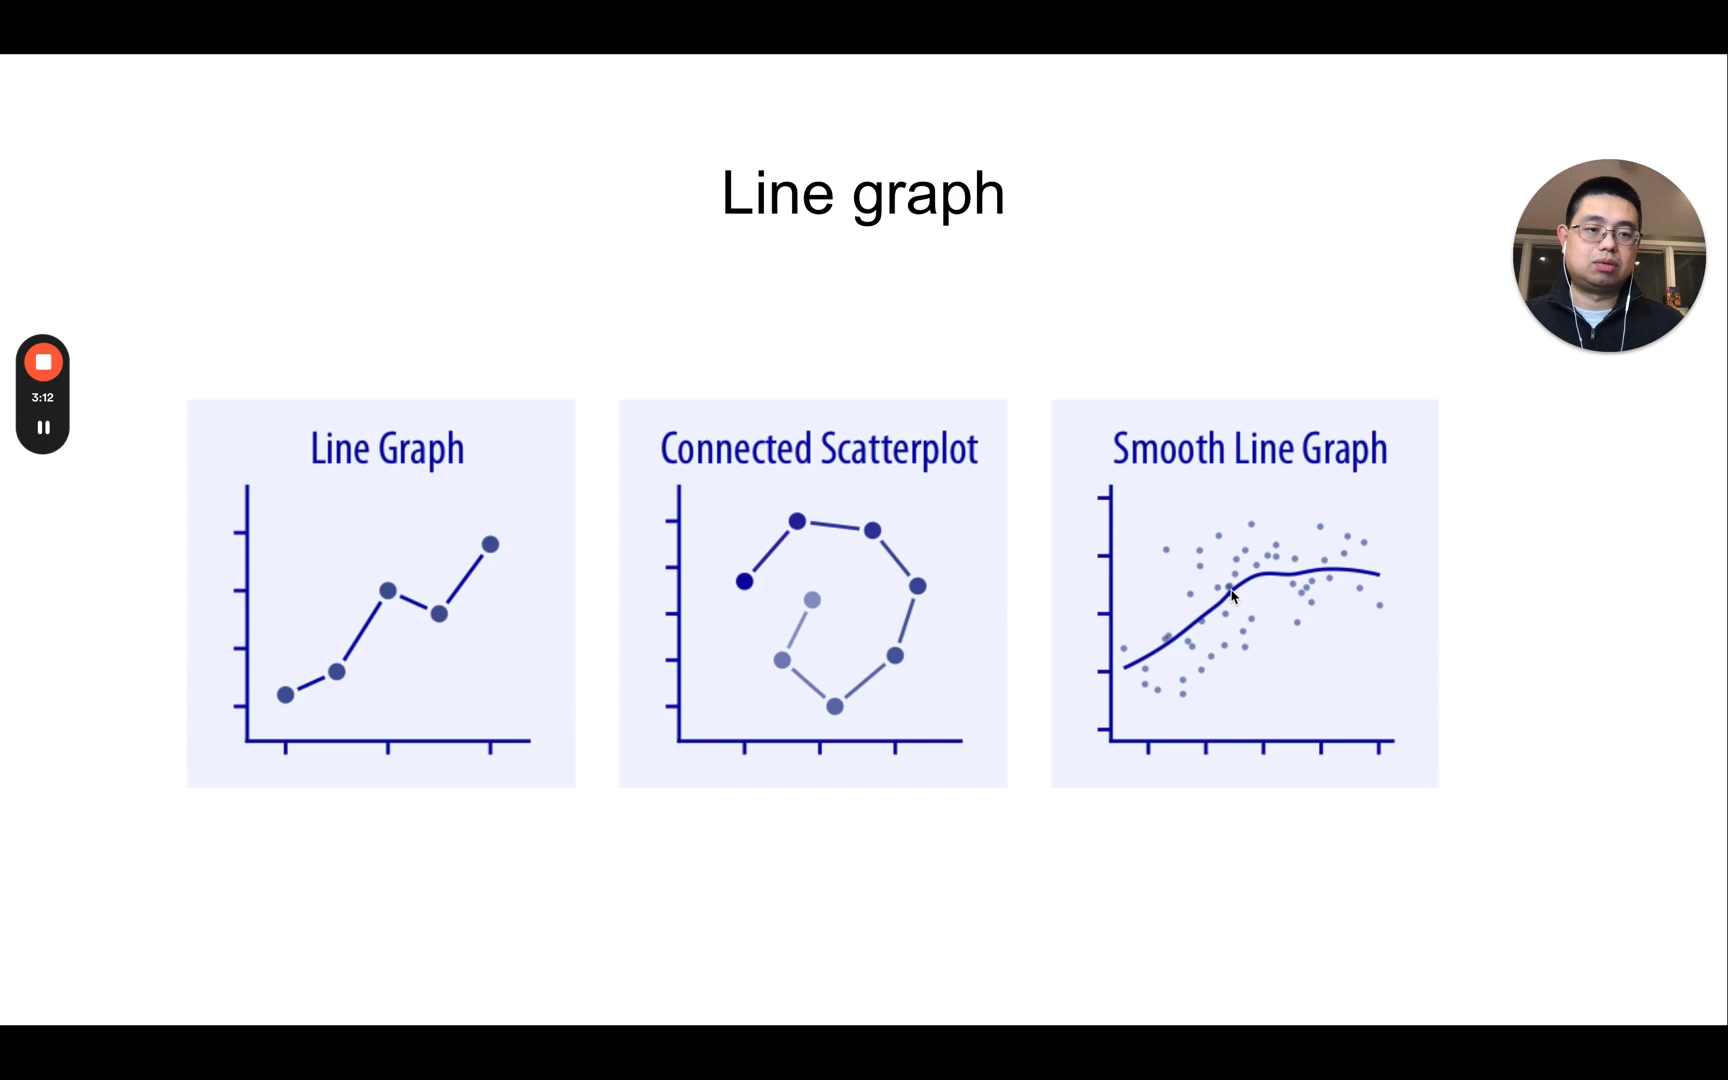 Line graph
3:12
Line Graph
Connected Scatterplot
Smooth Line Graph